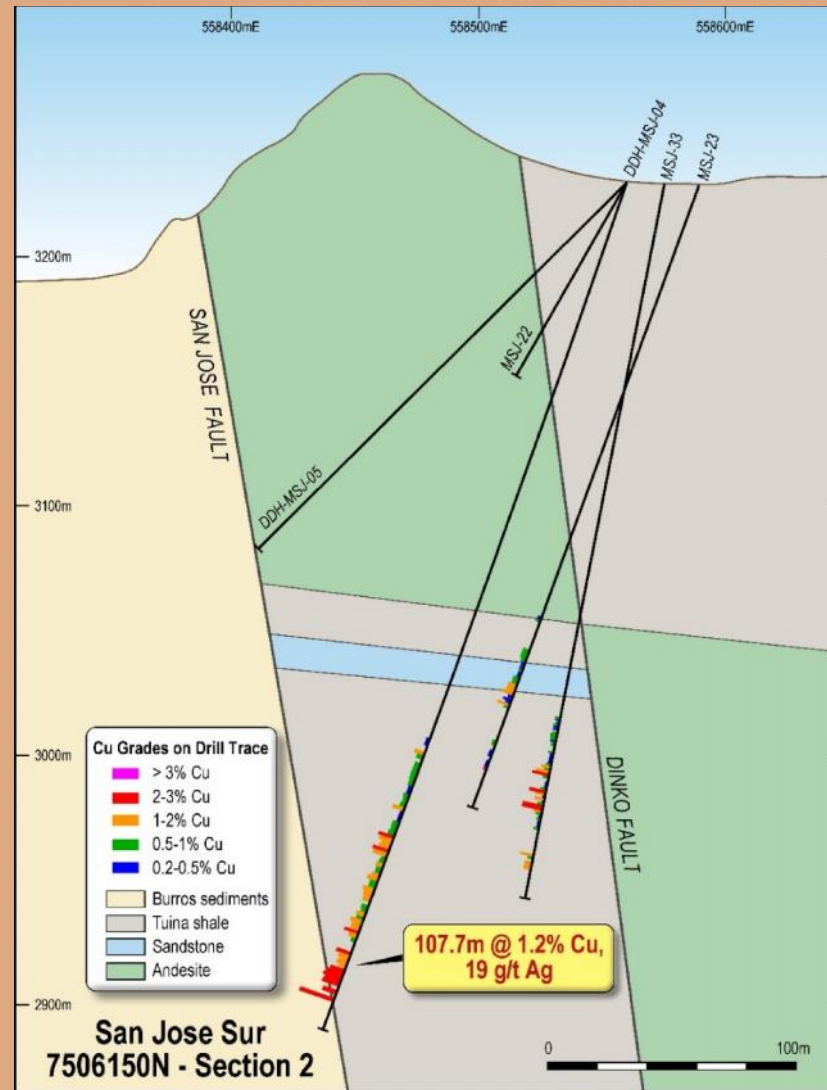 558400mE
558500mE
558600mE
DDH-MSJ-04
MSJ-33
MSJ-23
3200m
SAN JOSE FAULT
MSJ-22
3100m
DDH-MSJ-05
3000m
DINKO FAULT
Cu Grades on Drill Trace
> 3% Cu
2-3% Cu
1-2% Cu
0.5-1% Cu
0.2-0.5% Cu
Burros sediments
Tuina shale
Sandstone
Andesite
107.7m @ 1.2% Cu,
19 g/t Ag
2900m
San Jose Sur
7506150N - Section 2
0
100m